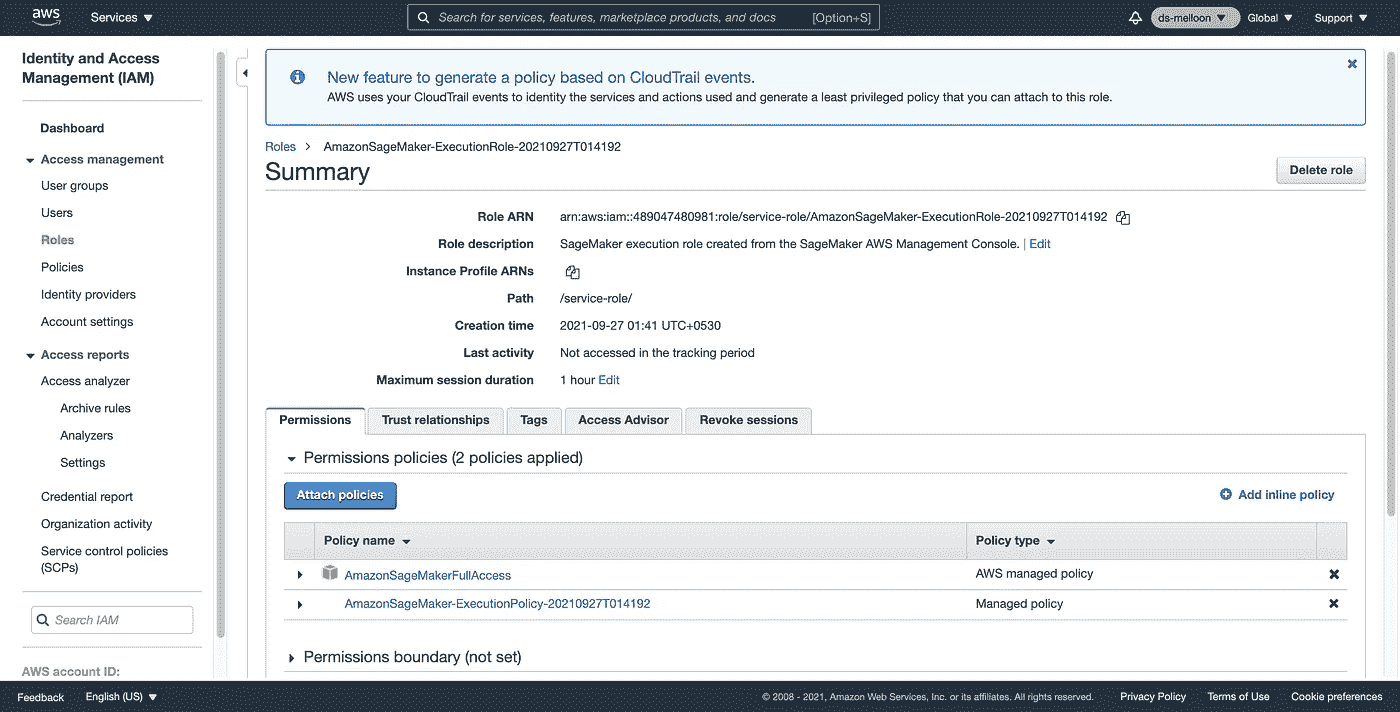 aws
Services
Search for services, features, marketplace products, and docs [Option+S]
ds-melloon
Global
Support
Identity and Access
Management (IAM)
Dashboard
Access management
User groups
Users
Roles
Policies
Identity providers
Account settings
Access reports
Access analyzer
Archive rules
Analyzers
Settings
Credential report
Organization activity
Service control policies
(SCPs)
Search IAM
AWS account ID:
New feature to generate a policy based on CloudTrail events.
AWS uses your CloudTrail events to identify the services and actions used and generate a least privileged policy that you can attach to this role.
Roles > AmazonSageMaker-ExecutionRole-20210927T014192
Summary
Delete role
Role ARN arn:aws:iam::489047480981:role/service-role/AmazonSageMaker-ExecutionRole-20210927T014192
Role description SageMaker execution role created from the SageMaker AWS Management Console. | Edit
Instance Profile ARNs
Path /service-role/
Creation time 2021-09-27 01:41 UTC+0530
Last activity Not accessed in the tracking period
Maximum session duration 1 hour Edit
Permissions Trust relationships Tags Access Advisor Revoke sessions
Permissions policies (2 policies applied)
Attach policies
Add inline policy
Policy name Policy type
AmazonSageMakerFullAccess AWS managed policy
AmazonSageMaker-ExecutionPolicy-20210927T014192 Managed policy
Permissions boundary (not set)
Feedback English (US) © 2008 - 2021, Amazon Web Services, Inc. or its affiliates. All rights reserved. Privacy Policy Terms of Use Cookie preferences